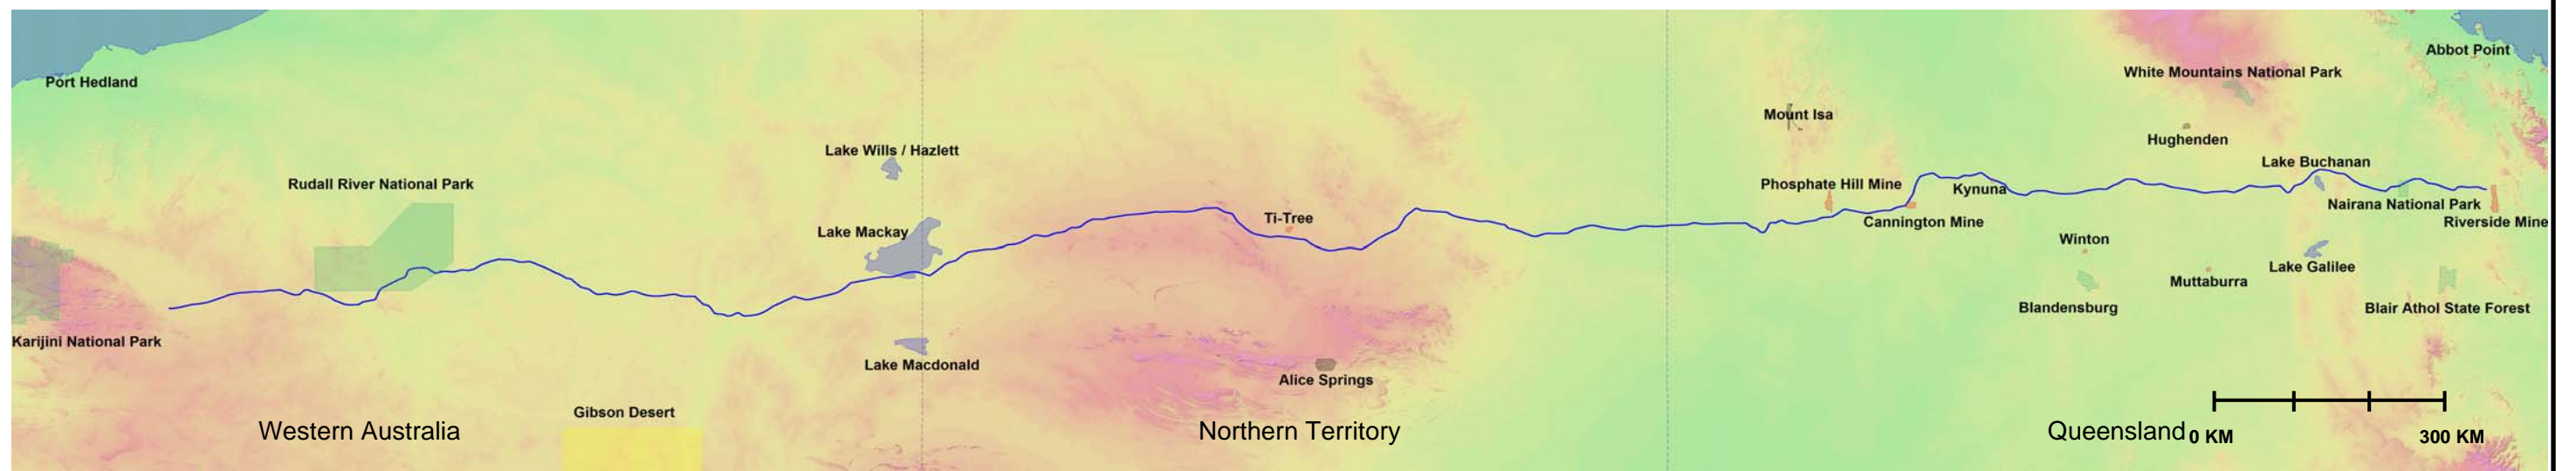 Abbot Point
White Mountains National Park
Port Hedland
Mount Isa
Hughenden
Lake Wills / Hazlett
Lake Buchanan
Rudall River National Park
Phosphate Hill Mine
Kynuna
Nairana National Park
Ti-Tree
Cannington Mine
Riverside Mine
Lake Mackay
Winton
Lake Galilee
Muttaburra
Blandensburg
Blair Athol State Forest
Karijini National Park
Lake Macdonald
Alice Springs
Gibson Desert
Western Australia
Northern Territory
Queensland
0 KM
300 KM